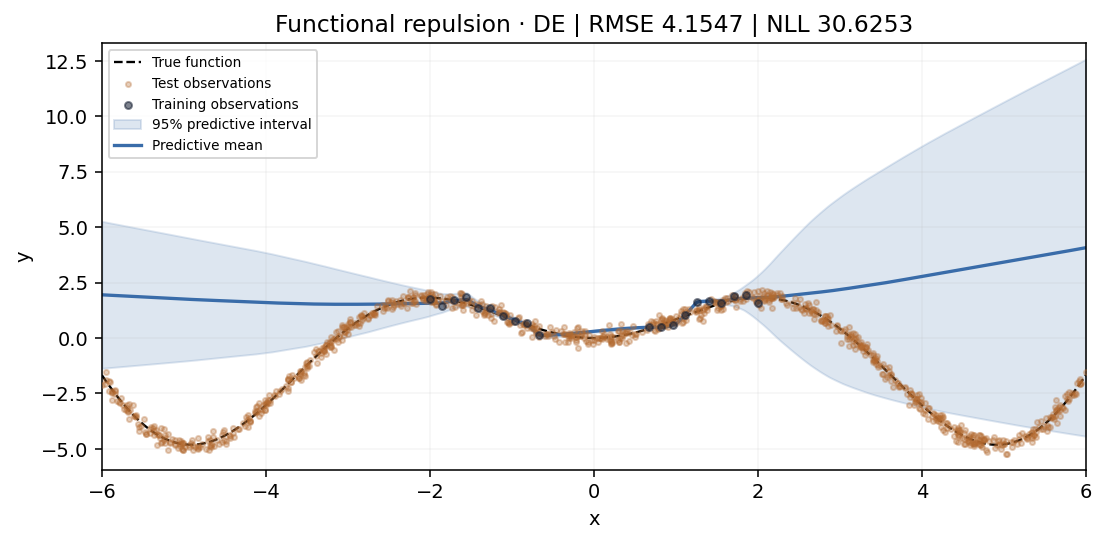 Functional repulsion · DE | RMSE 4.1547 | NLL 30.6253
12.5
10.0
7.5
5.0
2.5
0.0
−2.5
−5.0
y
True function
Test observations
Training observations
95% predictive interval
Predictive mean
−6
−4
−2
0
2
4
6
x